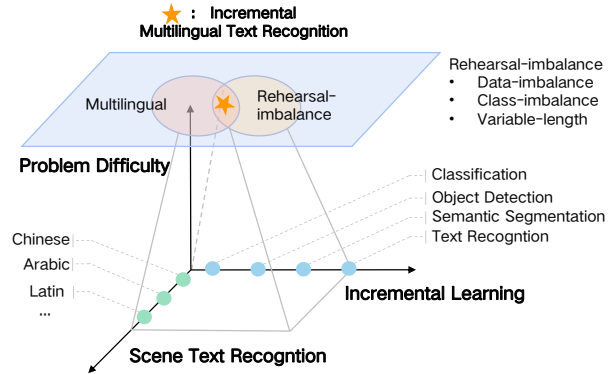 : Incremental
Multilingual Text Recognition
Rehearsal-imbalance
• Data-imbalance
• Class-imbalance
• Variable-length
Multilingual
Rehearsal-
imbalance
Problem Difficulty
Classification
Object Detection
Semantic Segmentation
Text Recogntion
Chinese
Arabic
Latin
...
Incremental Learning
Scene Text Recogntion